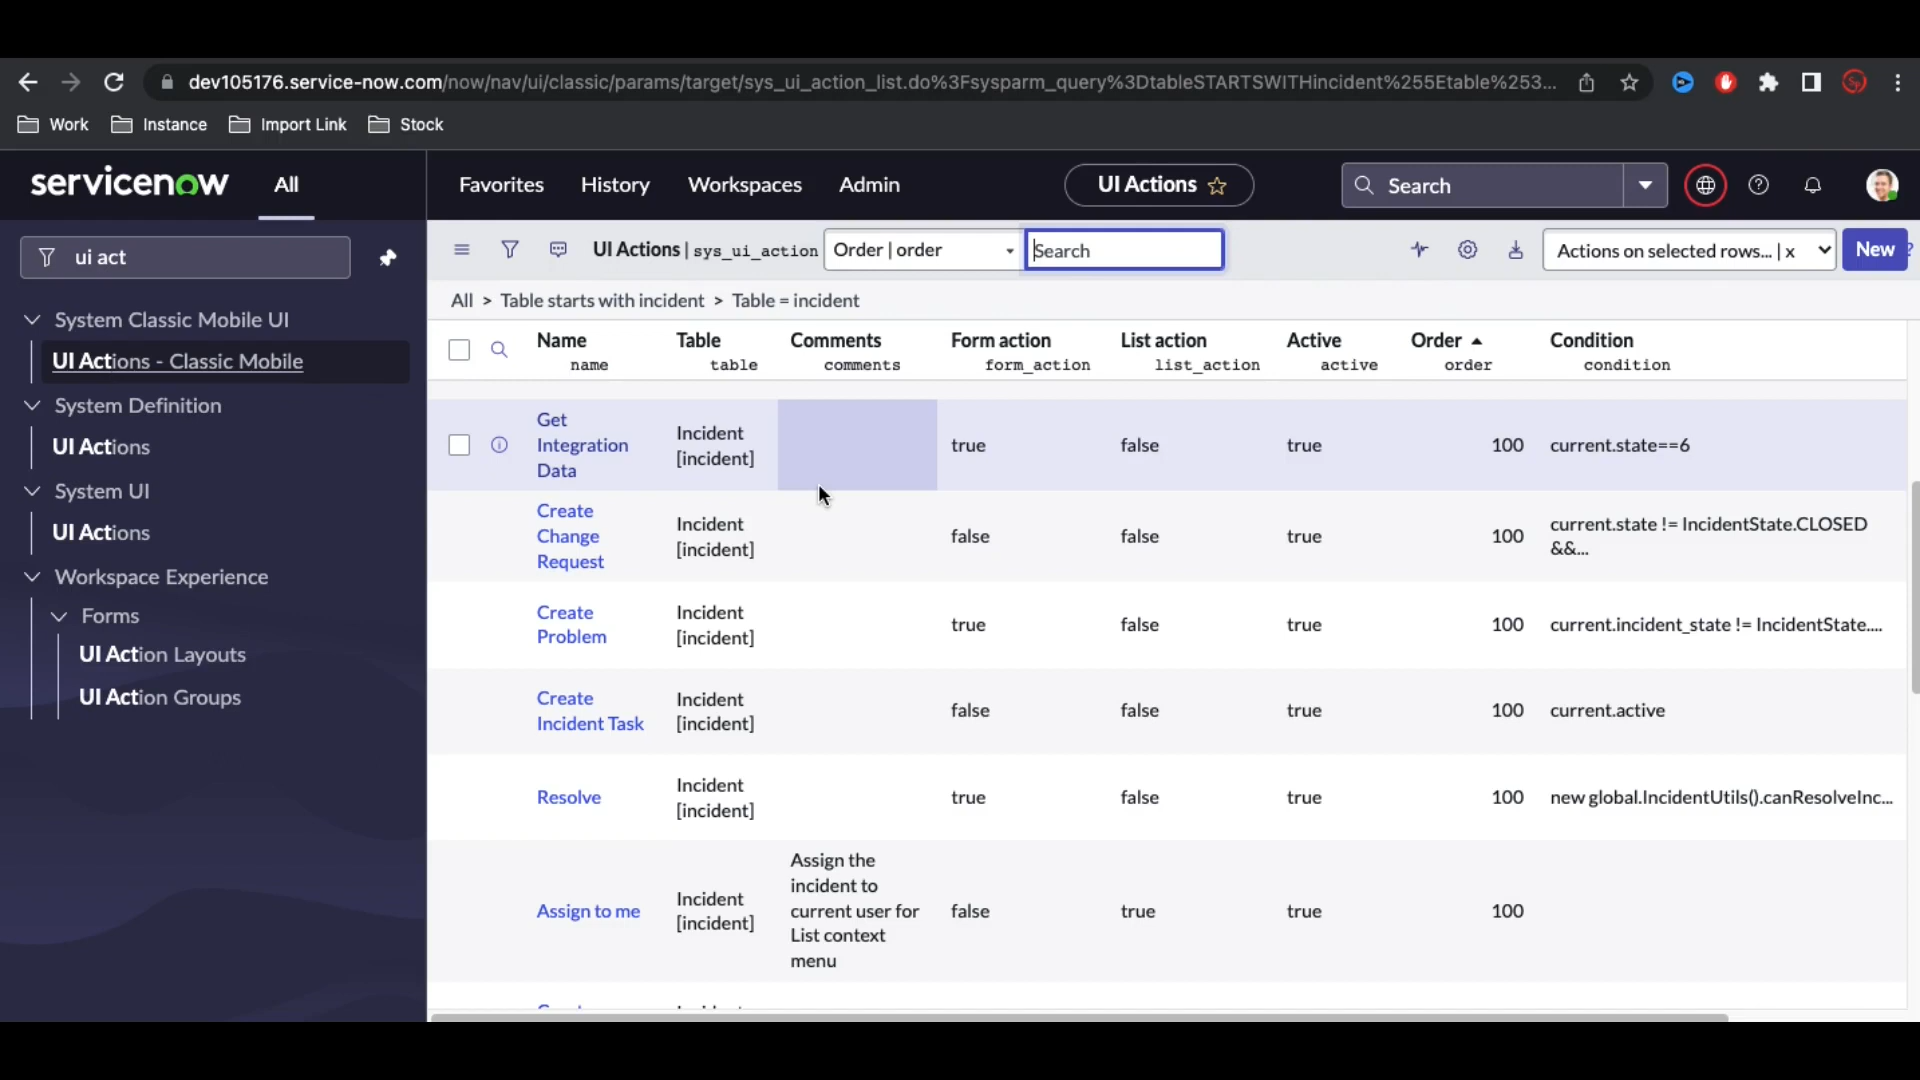 dev105176.service-now.com/now/nav/ui/classic/params/target/sys_ui_action_list.do%3Fsysparm_query%3DtableSTARTSWITHincident%255Etable%253...
Work Instance Import Link Stock
servicenow All Favorites History Workspaces Admin UI Actions Search
ui act
UI Actions | sys_ui_action Order | order Search Actions on selected rows... | x New
All > Table starts with incident > Table = incident
System Classic Mobile UI
UI Actions - Classic Mobile
System Definition
UI Actions
System UI
UI Actions
Workspace Experience
Forms
UI Action Layouts
UI Action Groups
Name Table Comments Form action List action Active Order Condition
name table comments form_action list_action active order condition
Get Integration Data Incident [incident] true false true 100 current.state==6
Create Change Request Incident [incident] false false true 100 current.state != IncidentState.CLOSED &&...
Create Problem Incident [incident] true false true 100 current.incident_state != IncidentState....
Create Incident Task Incident [incident] false false true 100 current.active
Resolve Incident [incident] true false true 100 new global.IncidentUtils().canResolveInc...
Assign to me Incident [incident] Assign the incident to current user for List context menu false true true 100